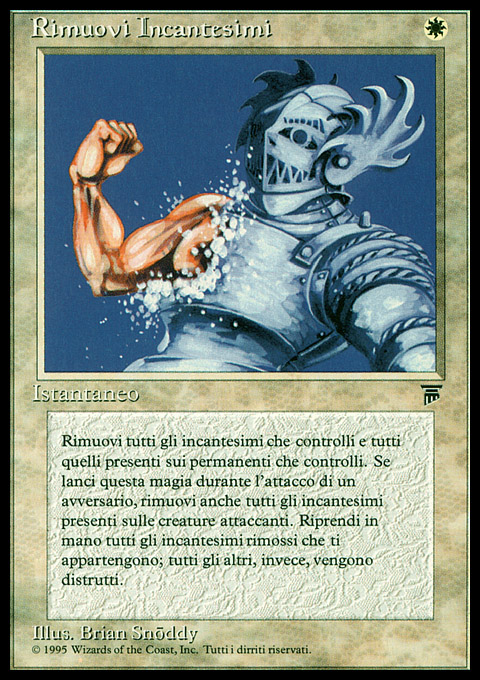 Rimuovi Incantesimi
Istantaneo
Rimuovi tutti gli incantesimi che controlli e tutti
quelli presenti sui permanenti che controlli. Se
lanci questa magia durante l'attacco di un
avversario, rimuovi anche tutti gli incantesimi
presenti sulle creature attaccanti. Riprendi in
mano tutti gli incantesimi rimossi che ti
appartengono; tutti gli altri, invece, vengono
distrutti.
Illus. Brian Snōddy
© 1995 Wizards of the Coast, Inc. Tutti i dirriti riservati.